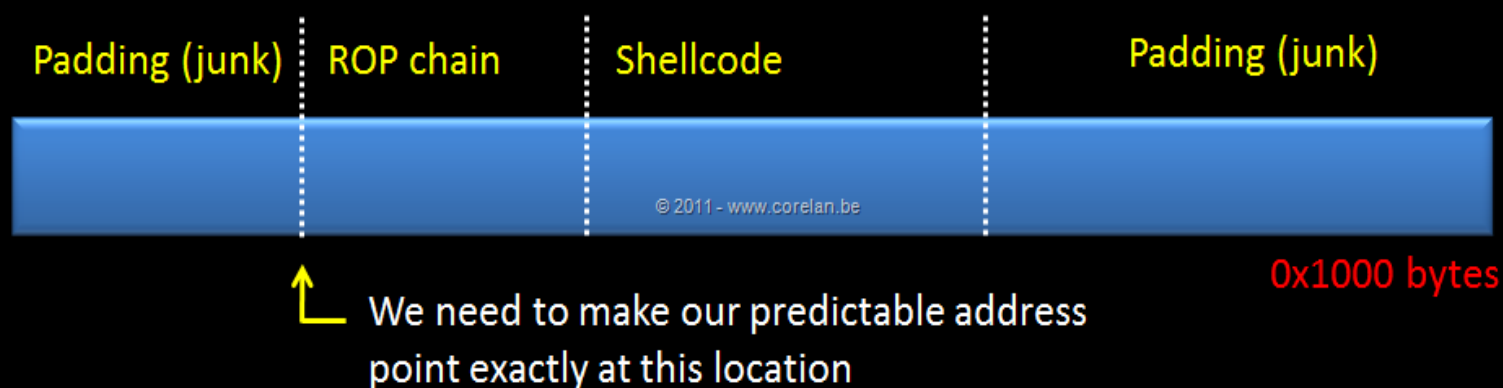 Padding (junk)
ROP chain
Shellcode
Padding (junk)
© 2011 - www.corelan.be
0x1000 bytes
We need to make our predictable address
point exactly at this location